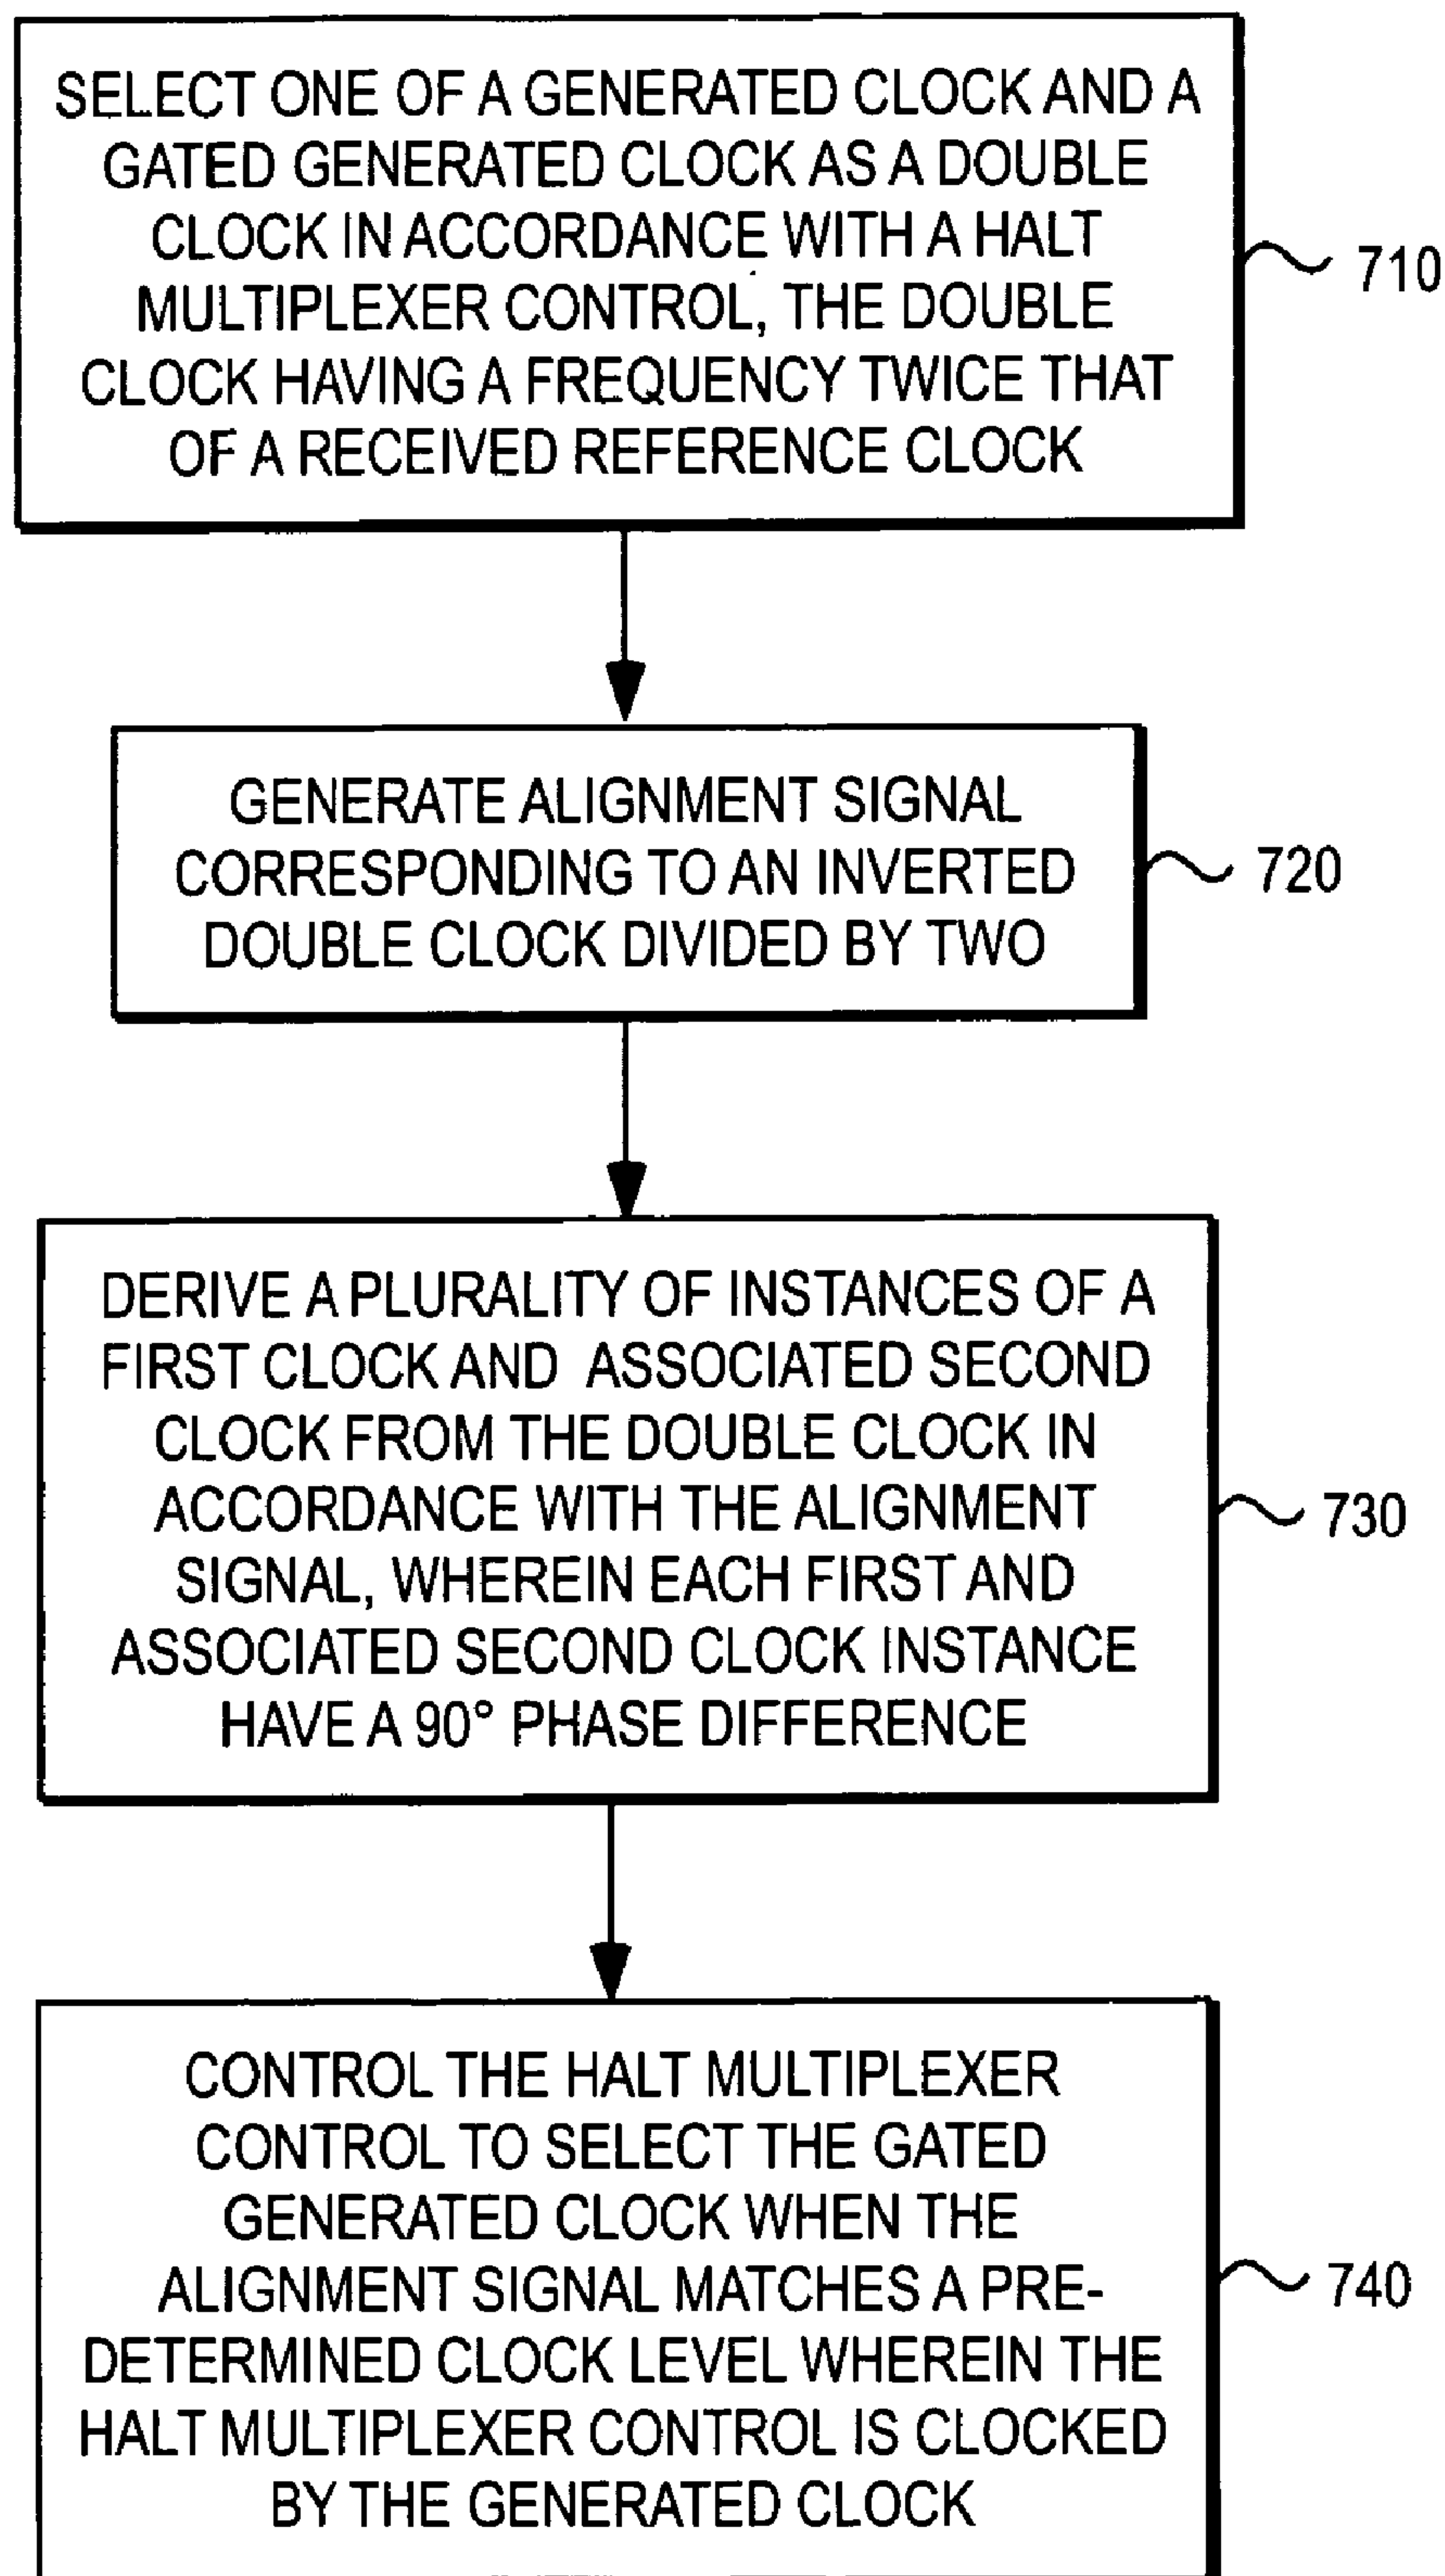 SELECT ONE OF A GENERATED CLOCK AND A
GATED GENERATED CLOCK AS A DOUBLE
CLOCK IN ACCORDANCE WITH A HALT
MULTIPLEXER CONTROL, THE DOUBLE
CLOCK HAVING A FREQUENCY TWICE THAT
OF A RECEIVED REFERENCE CLOCK
710
GENERATE ALIGNMENT SIGNAL
CORRESPONDING TO AN INVERTED
DOUBLE CLOCK DIVIDED BY TWO
720
DERIVE A PLURALITY OF INSTANCES OF A
FIRST CLOCK AND ASSOCIATED SECOND
CLOCK FROM THE DOUBLE CLOCK IN
ACCORDANCE WITH THE ALIGNMENT
SIGNAL, WHEREIN EACH FIRST AND
ASSOCIATED SECOND CLOCK INSTANCE
HAVE A 90° PHASE DIFFERENCE
730
CONTROL THE HALT MULTIPLEXER
CONTROL TO SELECT THE GATED
GENERATED CLOCK WHEN THE
ALIGNMENT SIGNAL MATCHES A PRE-
DETERMINED CLOCK LEVEL WHEREIN THE
HALT MULTIPLEXER CONTROL IS CLOCKED
BY THE GENERATED CLOCK
740